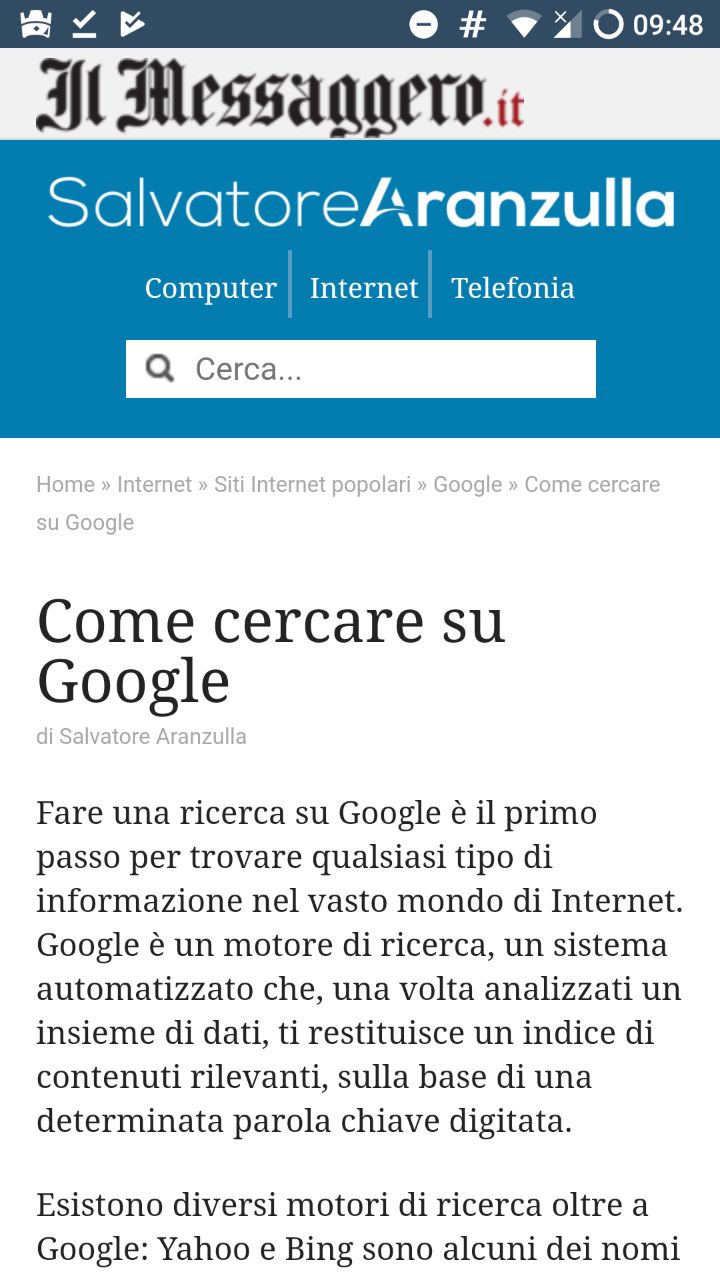 # 09:48
Il Messaggero.it
SalvatoreAranzulla
Computer Internet Telefonia
Cerca...
Home » Internet » Siti Internet popolari » Google » Come cercare
su Google
Come cercare su
Google
di Salvatore Aranzulla
Fare una ricerca su Google è il primo
passo per trovare qualsiasi tipo di
informazione nel vasto mondo di Internet.
Google è un motore di ricerca, un sistema
automatizzato che, una volta analizzati un
insieme di dati, ti restituisce un indice di
contenuti rilevanti, sulla base di una
determinata parola chiave digitata.
Esistono diversi motori di ricerca oltre a
Google: Yahoo e Bing sono alcuni dei nomi